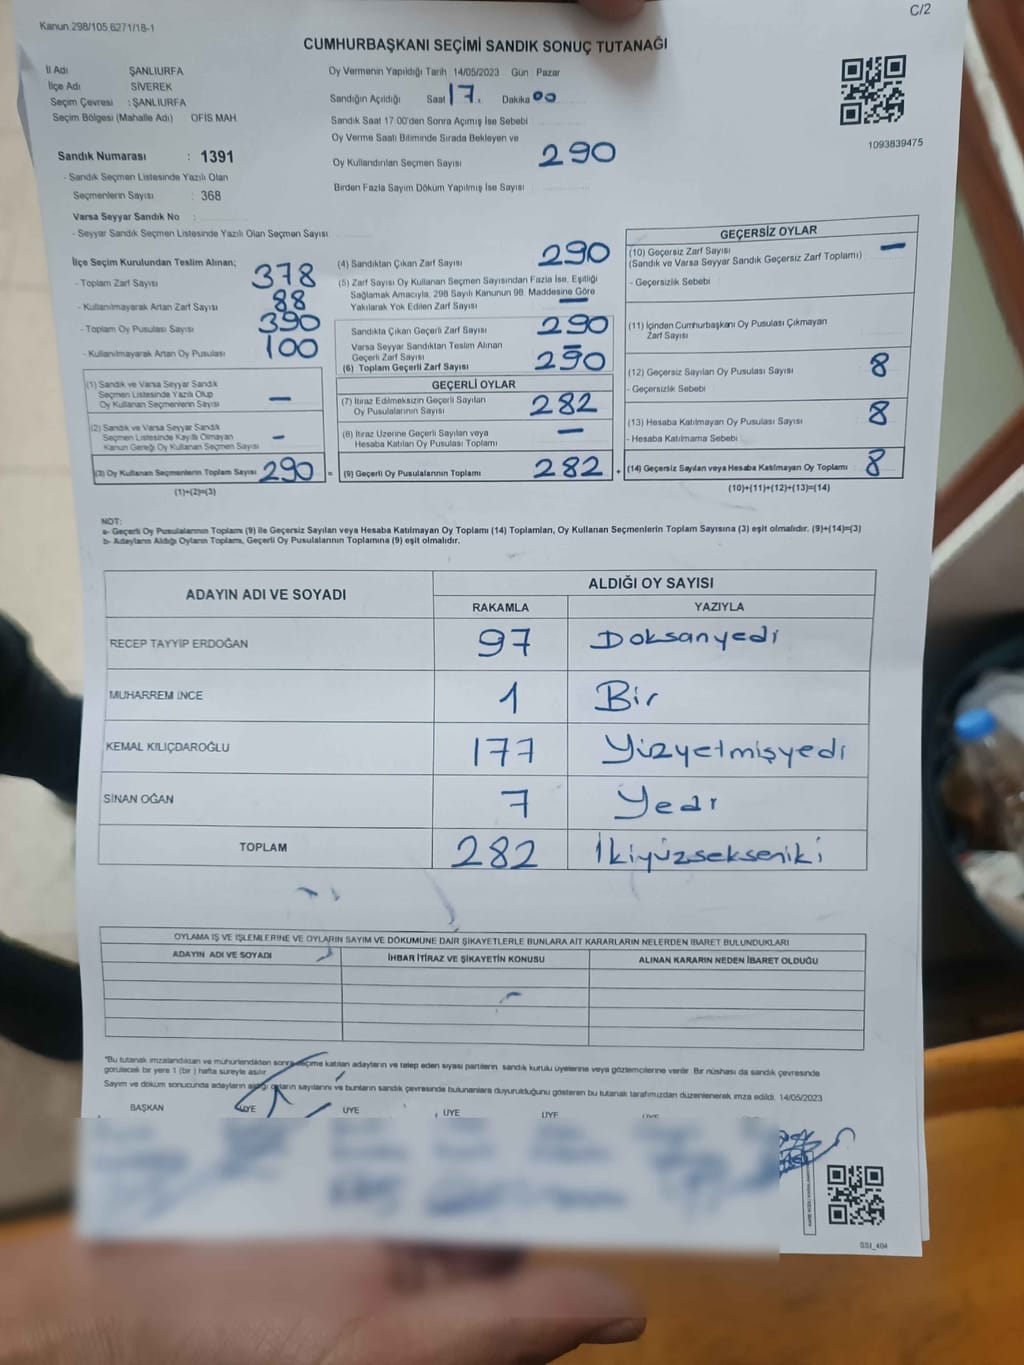 C/2
Kanun 298/105,6271/18-1
CUMHURBAŞKANI SEÇİMİ SANDIK SONUÇ TUTANAĞI
İl Adı ŞANLIURFA
İlçe Adı SİVEREK
Seçim Çevresi : ŞANLIURFA
Seçim Bölgesi (Mahalle Adı) OFİS MAH
Sandık Numarası : 1391
- Sandık Seçmen Listesinde Yazılı Olan
Seçmenlerin Sayısı : 368
Varsa Seyyar Sandık No :
- Seyyar Sandık Seçmen Listesinde Yazılı Olan Seçmen Sayısı:
Oy Vermenin Yapıldığı Tarih 14/05/2023 Gün Pazar
Sandığın Açıldığı Saat 17 Dakika 00
Sandık Saat 17:00'den Sonra Açımış İse Sebebi
Oy Verme Saati Bitiminde Sırada Bekleyen ve
Oy Kullandırılan Seçmen Sayısı 290
Birden Fazla Sayım Döküm Yapılmış İse Sayısı
1093839475
İlçe Seçim Kurulundan Teslim Alınan;
- Toplam Zarf Sayısı 378
- Kullanılmayarak Artan Zarf Sayısı 88
- Toplam Oy Pusulası Sayısı 390
- Kullanılmayarak Artan Oy Pusulası 100
(1) Sandık ve Varsa Seyyar Sandık
Seçmen Listesinde Yazılı Olup
Oy Kullanan Seçmenlerin Sayısı —
(2) Sandık ve Varsa Seyyar Sandık
Seçmen Listesinde Kayıtlı Olmayan
Kanun Gereği Oy Kullanan Seçmen Sayısı -
(3) Oy Kullanan Seçmenlerin Toplam Sayısı 290 =
(1)+(2)=(3)
(4) Sandıktan Çıkan Zarf Sayısı 290
(5) Zarf Sayısı Oy Kullanan Seçmen Sayısından Fazla İse, Eşitliği
Sağlamak Amacıyla, 298 Sayılı Kanunun 98. Maddesine Göre
Yakılarak Yok Edilen Zarf Sayısı —
Sandıkta Çıkan Geçerli Zarf Sayısı 290
Varsa Seyyar Sandıktan Teslim Alınan
Geçerli Zarf Sayısı —
(6) Toplam Geçerli Zarf Sayısı 290
GEÇERLİ OYLAR
(7) İtiraz Edilmeksizin Geçerli Sayılan
Oy Pusulalarının Sayısı 282
(8) İtiraz Üzerine Geçerli Sayılan veya
Hesaba Katılan Oy Pusulası Toplamı —
(9) Geçerli Oy Pusulalarının Toplamı 282 +
GEÇERSİZ OYLAR
(10) Geçersiz Zarf Sayısı —
(Sandık ve Varsa Seyyar Sandık Geçersiz Zarf Toplamı)
- Geçersizlik Sebebi
(11) İçinden Cumhurbaşkanı Oy Pusulası Çıkmayan
Zarf Sayısı
(12) Geçersiz Sayılan Oy Pusulası Sayısı 8
- Geçersizlik Sebebi
(13) Hesaba Katılmayan Oy Pusulası Sayısı 8
- Hesaba Katılmama Sebebi
(14) Geçersiz Sayılan veya Hesaba Katılmayan Oy Toplamı 8
(10)+(11)+(12)+(13)=(14)
NOT:
a- Geçerli Oy Pusulalarının Toplamı (9) ile Geçersiz Sayılan veya Hesaba Katılmayan Oy Toplamı (14) Toplamları, Oy Kullanan Seçmenlerin Toplam Sayısına (3) eşit olmalıdır. (9)+(14)=(3)
b- Adayların Aldığı Oyların Toplamı, Geçerli Oy Pusulalarının Toplamına (9) eşit olmalıdır.
ADAYIN ADI VE SOYADI ALDIĞI OY SAYISI
RAKAMLA YAZIYLA
RECEP TAYYİP ERDOĞAN 97 Doksanyedi
MUHARREM İNCE 1 Bir
KEMAL KILIÇDAROĞLU 177 Yüzyetmişyedi
SİNAN OĞAN 7 Yedi
TOPLAM 282 İkiyüzsekseniki
OYLAMA İŞ VE İŞLEMLERİNE VE OYLARIN SAYIM VE DÖKÜMÜNE DAİR ŞİKAYETLERLE BUNLARA AİT KARARLARIN NELERDEN İBARET BULUNDUKLARI
ADAYIN ADI VE SOYADI İHBAR İTİRAZ VE ŞİKAYETİN KONUSU ALINAN KARARIN NEDEN İBARET OLDUĞU
"Bu tutanak imzalandıktan ve mühürlendikten sonra seçime katılan adayların ve talep eden siyasi partilerin sandık kurulu üyelerine veya gözlemcilerine verilir. Bir nüshası da sandık çevresinde
görülecek bir yere 1 (bir) hafta süreyle asılır.
Sayım ve döküm sonucunda adayların aldığı oyların sayılarını ve bunların sandık çevresinde bulunanlara duyurulduğunu gösteren bu tutanak tarafımızdan düzenlenerek imza edildi. 14/05/2023
BAŞKAN ÜYE ÜYE ÜYE ÜYE ÜYE
SS1_404